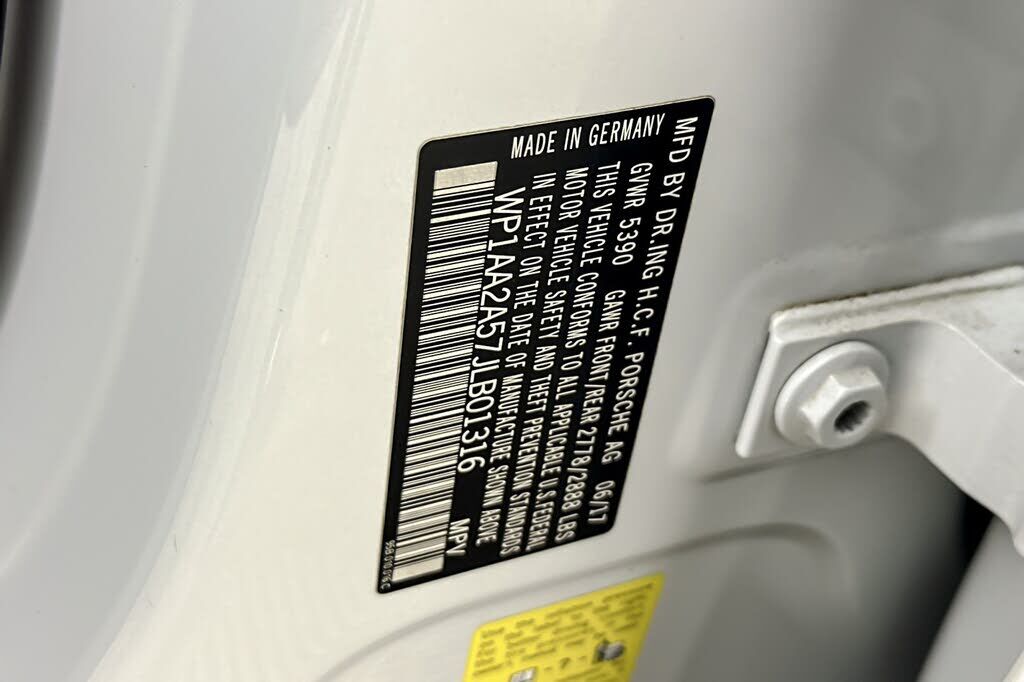 MFD BY DR.ING H.C.F. PORSCHE AG 06/17
GVWR 5390 GAWR FRONT/REAR 2778/2888 LBS
THIS VEHICLE CONFORMS TO ALL APPLICABLE U.S. FEDERAL
MOTOR VEHICLE SAFETY AND THEFT PREVENTION STANDARDS
IN EFFECT ON THE DATE OF MANUFACTURE SHOWN ABOVE
WP1AA2A57JLB01316 MPV
MADE IN GERMANY